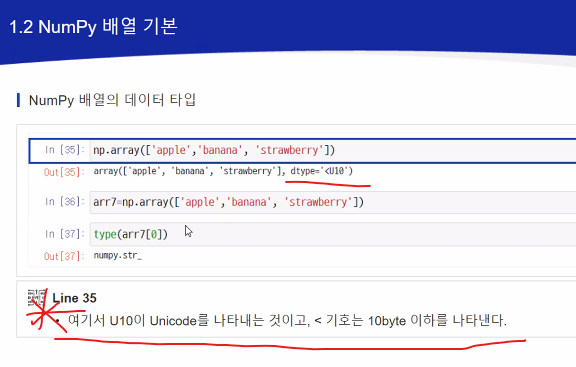 1.2 NumPy 배열 기본
NumPy 배열의 데이터 타입
In [35]: np.array(['apple','banana', 'strawberry'])
Out[35]: array(['apple', 'banana', 'strawberry'], dtype='<U10')
In [36]: arr7=np.array(['apple','banana', 'strawberry'])
In [37]: type(arr7[0])
Out[37]: numpy.str_
Line 35
• 여기서 U10이 Unicode를 나타내는 것이고, < 기호는 10byte 이하를 나타낸다.